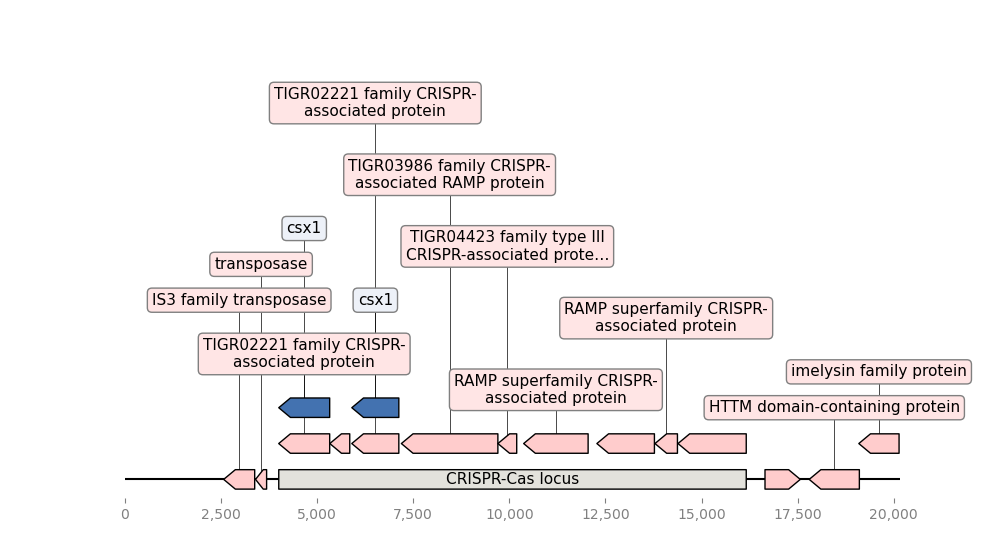 TIGR02221 family CRISPR-
associated protein
TIGR03986 family CRISPR-
associated RAMP protein
csx1
TIGR04423 family type III
CRISPR-associated prote…
transposase
IS3 family transposase
csx1
RAMP superfamily CRISPR-
associated protein
TIGR02221 family CRISPR-
associated protein
imelysin family protein
RAMP superfamily CRISPR-
associated protein
HTTM domain-containing protein
CRISPR-Cas locus
0 2,500 5,000 7,500 10,000 12,500 15,000 17,500 20,000